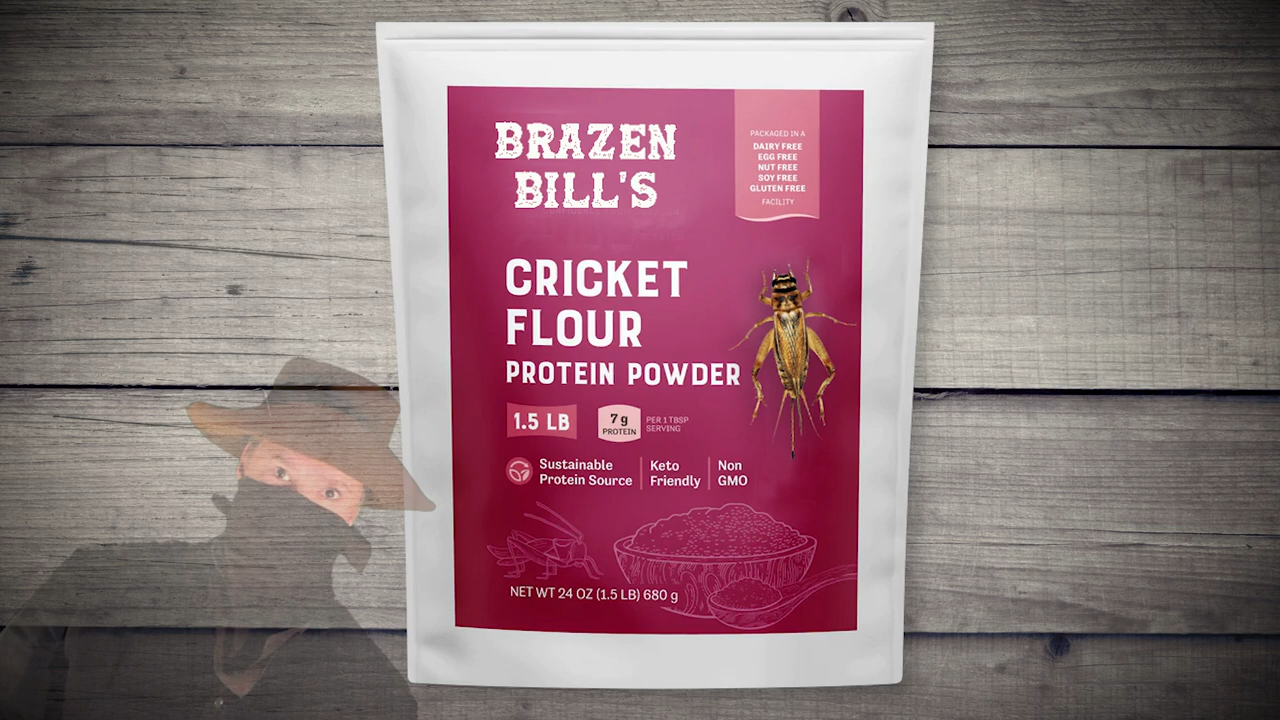 BRAZEN
BILL'S
PACKAGED IN A
DAIRY FREE
EGG FREE
NUT FREE
SOY FREE
GLUTEN FREE
FACILITY
CRICKET
FLOUR
PROTEIN POWDER
1.5 LB
7 g
PROTEIN
PER 1 TBSP
SERVING
Sustainable
Protein Source
Keto
Friendly
Non
GMO
NET WT 24 OZ (1.5 LB) 680 g